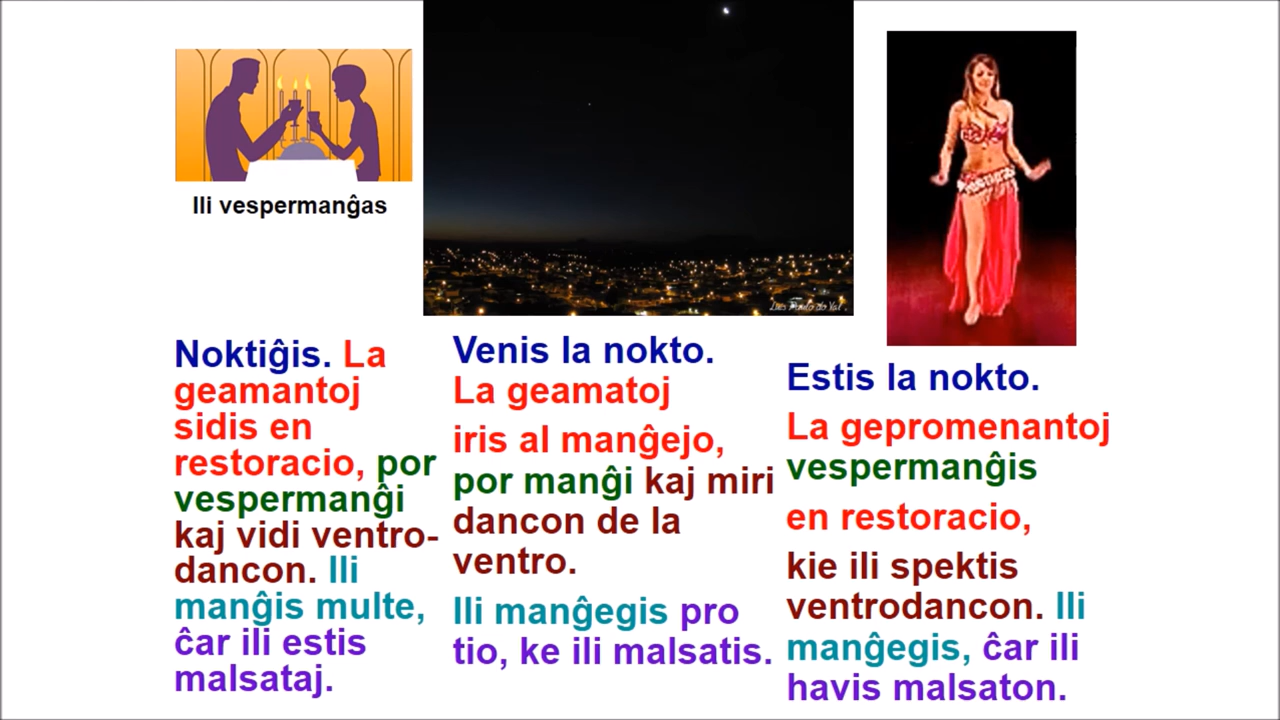 Ili vespermanĝas
Noktiĝis. La
geamantoj
sidis en
restoracio, por
vespermanĝi
kaj vidi ventro-
dancon. Ili
manĝis multe,
ĉar ili estis
malsataj.
Venis la nokto.
La geamatoj
iris al manĝejo,
por manĝi kaj miri
dancon de la
ventro.
Ili manĝegis pro
tio, ke ili malsatis.
Estis la nokto.
La gepromenantoj
vespermanĝis
en restoracio,
kie ili spektis
ventrodancon. Ili
manĝegis, ĉar ili
havis malsaton.